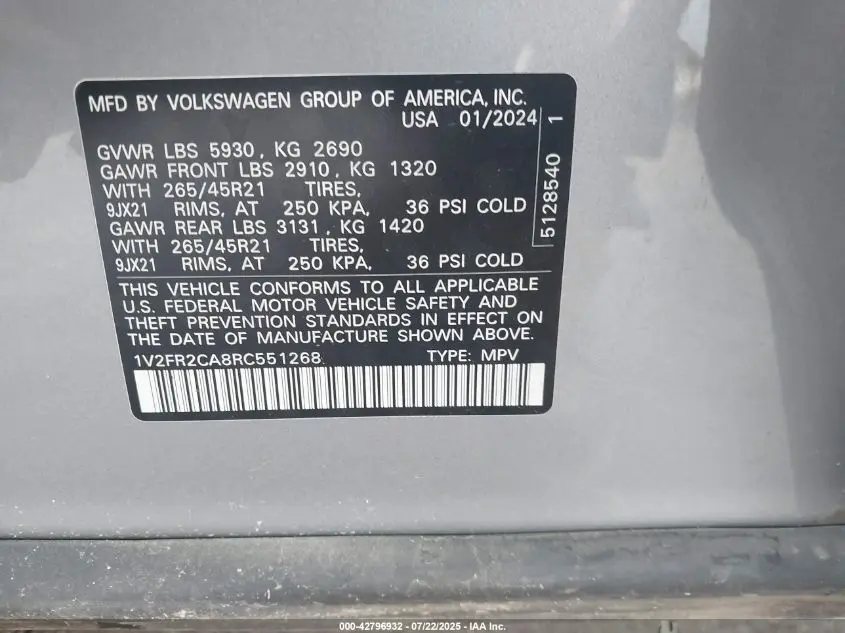 MFD BY VOLKSWAGEN GROUP OF AMERICA, INC.
USA 01/2024
GVWR LBS 5930, KG 2690
GAWR FRONT LBS 2910, KG 1320
WITH 265/45R21 TIRES,
9JX21 RIMS, AT 250 KPA, 36 PSI COLD
GAWR REAR LBS 3131, KG 1420
WITH 265/45R21 TIRES,
9JX21 RIMS, AT 250 KPA, 36 PSI COLD
5128540 1
THIS VEHICLE CONFORMS TO ALL APPLICABLE
U.S. FEDERAL MOTOR VEHICLE SAFETY AND
THEFT PREVENTION STANDARDS IN EFFECT ON
THE DATE OF MANUFACTURE SHOWN ABOVE.
1V2FR2CA8RC551268 TYPE: MPV
000-42796932 - 07/22/2025 - IAA Inc.